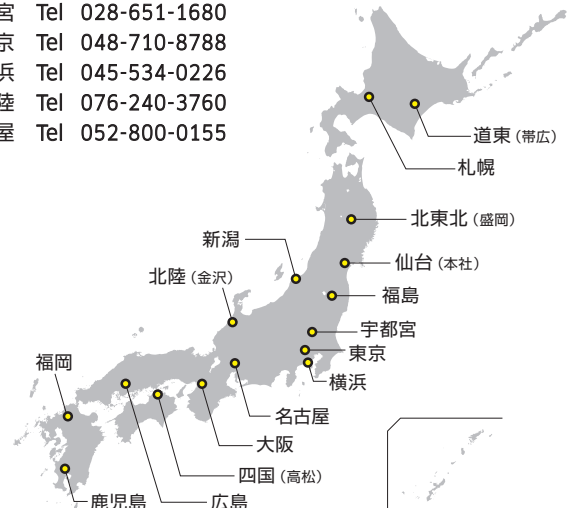 宮 Tel 028-651-1680
京 Tel 048-710-8788
浜 Tel 045-534-0226
陸 Tel 076-240-3760
屋 Tel 052-800-0155
道東（帯広）
札幌
北東北（盛岡）
新潟
仙台（本社）
北陸（金沢）
福島
宇都宮
東京
福岡
横浜
名古屋
大阪
四国（高松）
鹿児島
広島